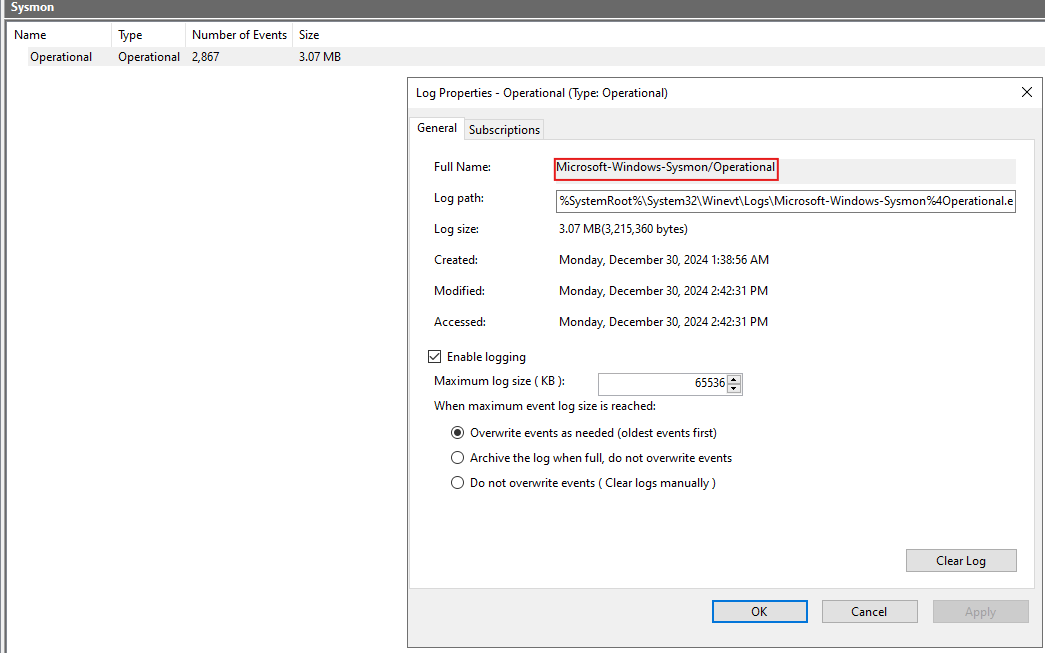 Sysmon
Name Type Number of Events Size
Operational Operational 2,867 3.07 MB
Log Properties - Operational (Type: Operational)
General Subscriptions
Full Name: Microsoft-Windows-Sysmon/Operational
Log path: %SystemRoot%\System32\Winevt\Logs\Microsoft-Windows-Sysmon%4Operational.e
Log size: 3.07 MB(3,215,360 bytes)
Created: Monday, December 30, 2024 1:38:56 AM
Modified: Monday, December 30, 2024 2:42:31 PM
Accessed: Monday, December 30, 2024 2:42:31 PM
Enable logging
Maximum log size ( KB ): 65536
When maximum event log size is reached:
Overwrite events as needed (oldest events first)
Archive the log when full, do not overwrite events
Do not overwrite events ( Clear logs manually )
Clear Log
OK Cancel Apply